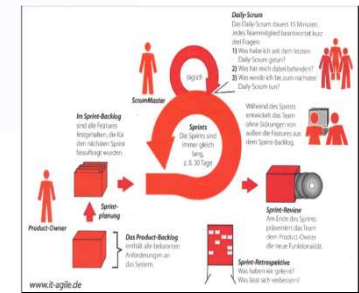 Daily-Scrum
Das Daily-Scrum dauert 15 Minuten.
Jedes Teammitglied beantwortet kurz
drei Fragen:
1) Was habe ich seit dem letzten
Daily-Scrum getan?
2) Was hat mich dabei behindert?
3) Was werde ich bis zum nächsten
Daily-Scrum tun?
täglich
ScrumMaster
Im Sprint-Backlog
sind alle Features
festgehalten, die für
den nächsten Sprint
beauftragt wurden.
Sprints
Die Sprints sind
immer gleich
lang,
z. B. 30 Tage
Während des Sprints
entwickelt das Team
ohne Störungen von
außen die Features aus
dem Sprint-Backlog.
Sprint-
planung
Product-Owner
Das Product-Backlog
enthält alle bekannten
Anforderungen an
das System.
Sprint-Review
Am Ende des Sprints
präsentiert das Team
dem Product-Owner
die neue Funktionalität.
Sprint-Retrospektive
Was haben wir gelernt?
Was lässt sich verbessern?
www.it-agile.de